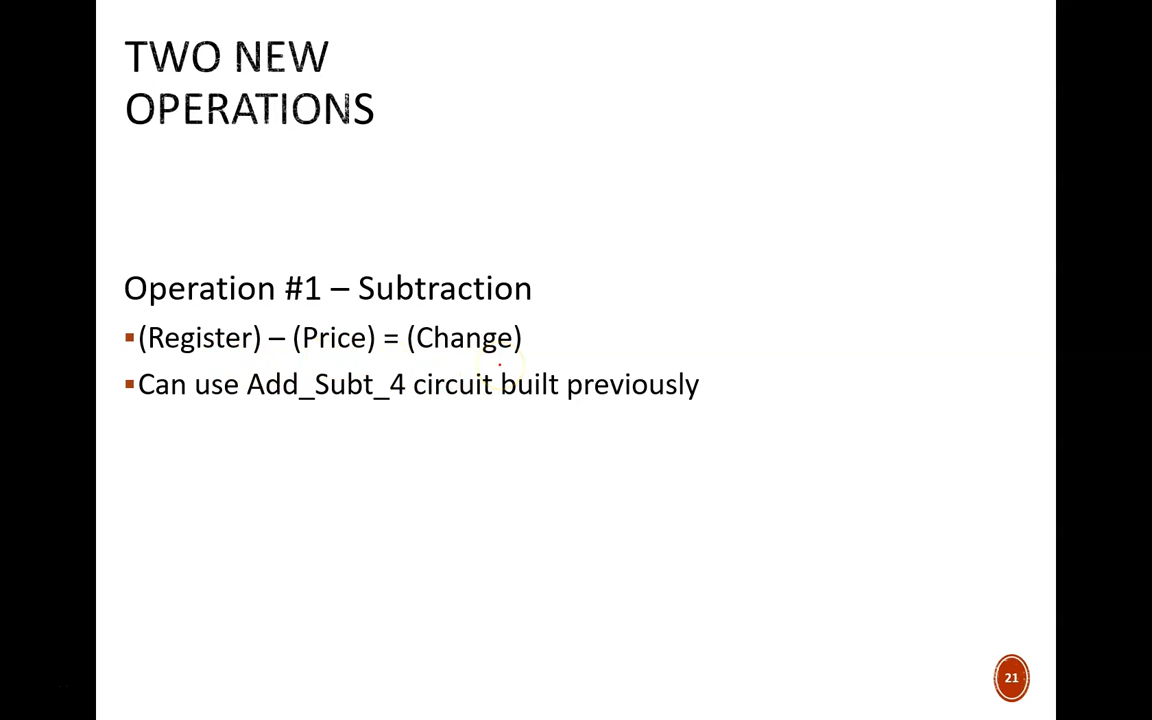 TWO NEW
OPERATIONS
Operation #1 – Subtraction
▪(Register) – (Price) = (Change)
▪Can use Add_Subt_4 circuit built previously
21